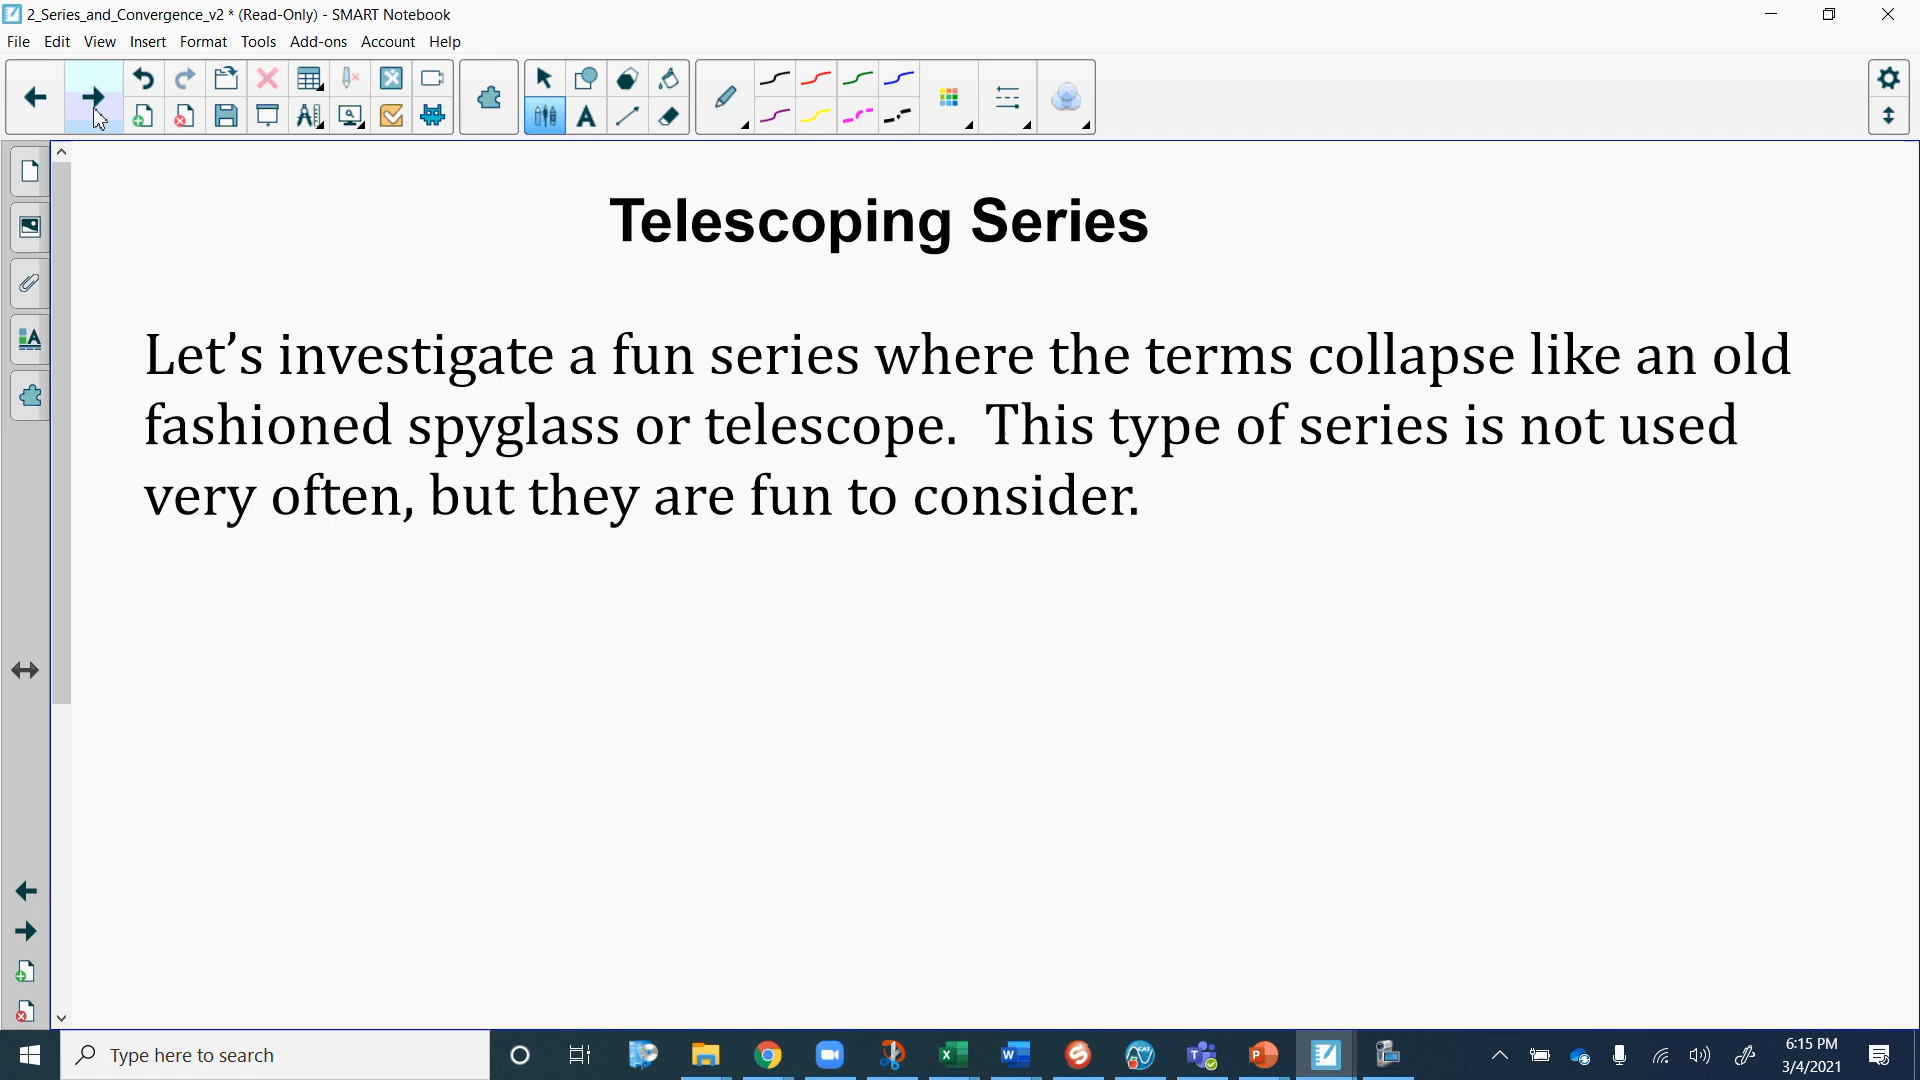 2_Series_and_Convergence_v2 * (Read-Only) - SMART Notebook
File Edit View Insert Format Tools Add-ons Account Help
Telescoping Series
Let's investigate a fun series where the terms collapse like an old
fashioned spyglass or telescope. This type of series is not used
very often, but they are fun to consider.
Type here to search
6:15 PM
3/4/2021